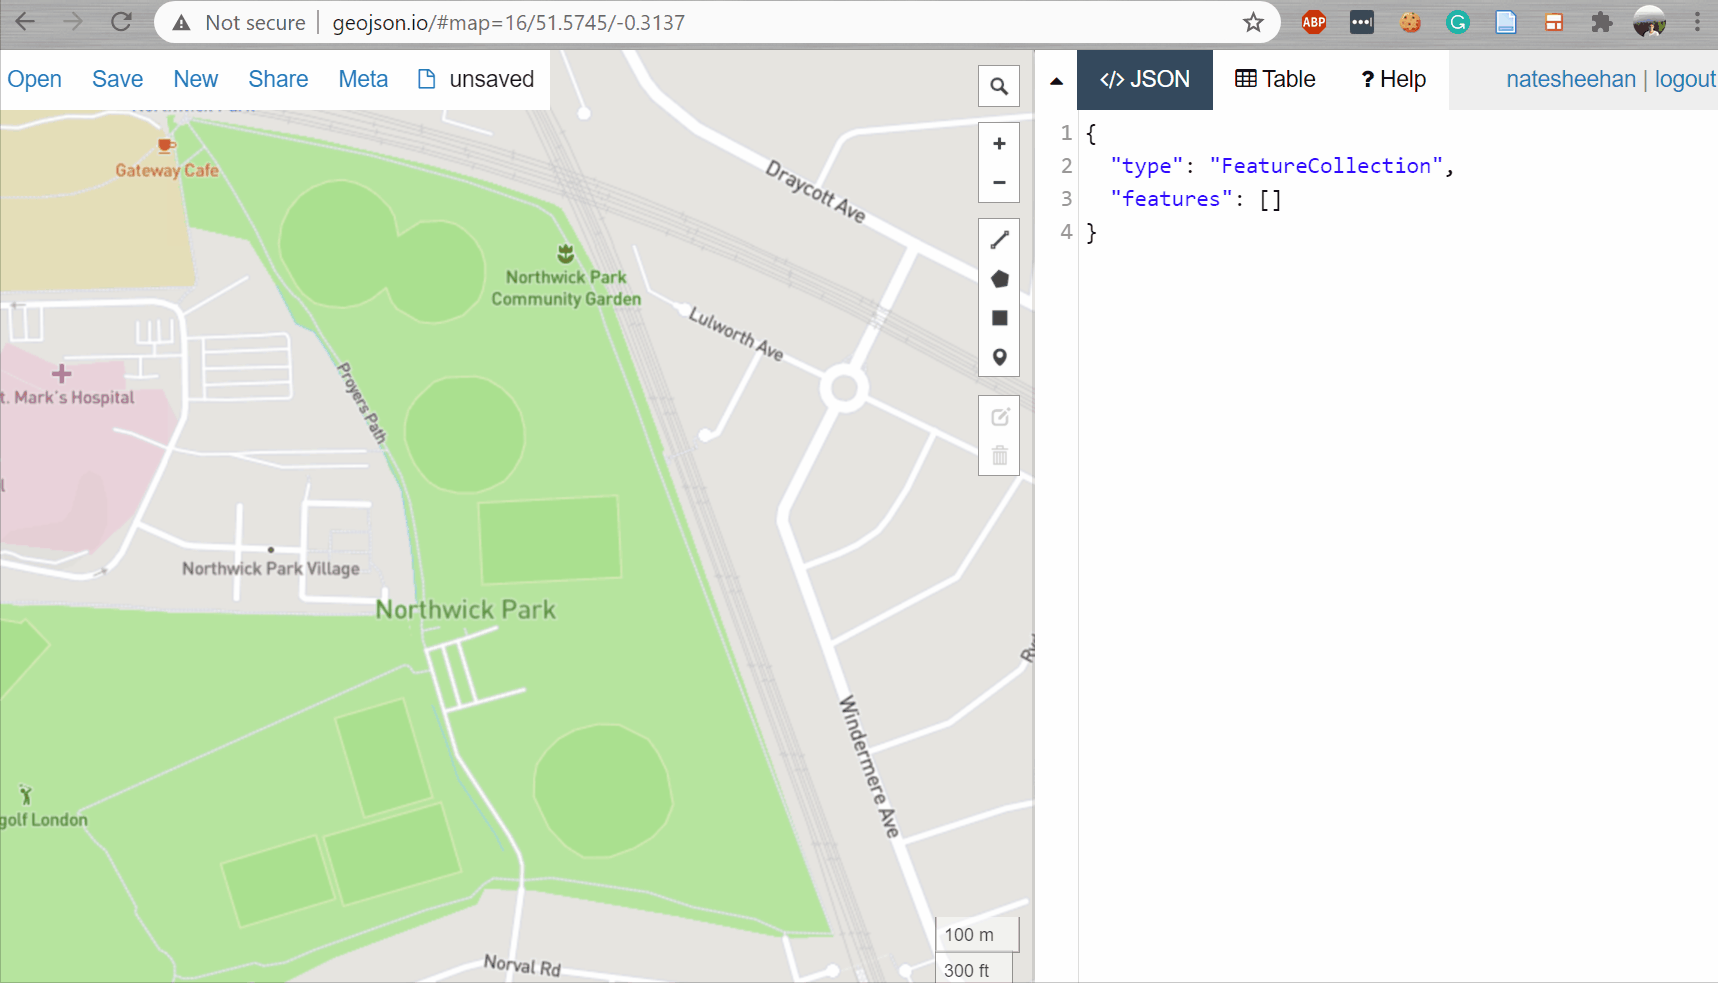 Not secure | geojson.io/#map=16/51.5745/-0.3137
ABP
G
Open Save New Share Meta unsaved
</> JSON Table ? Help natesheehan | logout
1 {
2 "type": "FeatureCollection",
3 "features": []
4 }
+
−
Gateway Cafe
Draycott Ave
Northwick Park
Community Garden
Lulworth Ave
Proyers Path
t. Mark's Hospital
Northwick Park Village
Northwick Park
Windermere Ave
golf London
Norval Rd
100 m
300 ft